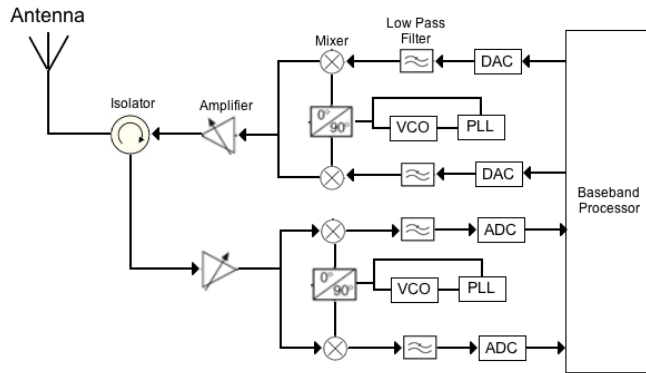 Antenna
Isolator
Amplifier
Mixer
Low Pass
Filter
DAC
0°
90°
VCO
PLL
DAC
Baseband
Processor
ADC
0°
90°
VCO
PLL
ADC